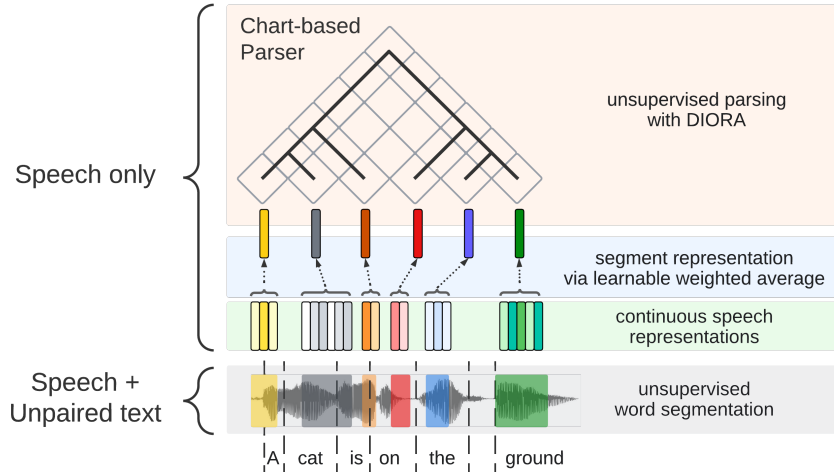 Chart-based
Parser
unsupervised parsing
with DIORA
Speech only
segment representation
via learnable weighted average
continuous speech
representations
Speech +
Unpaired text
unsupervised
word segmentation
A cat is on the ground